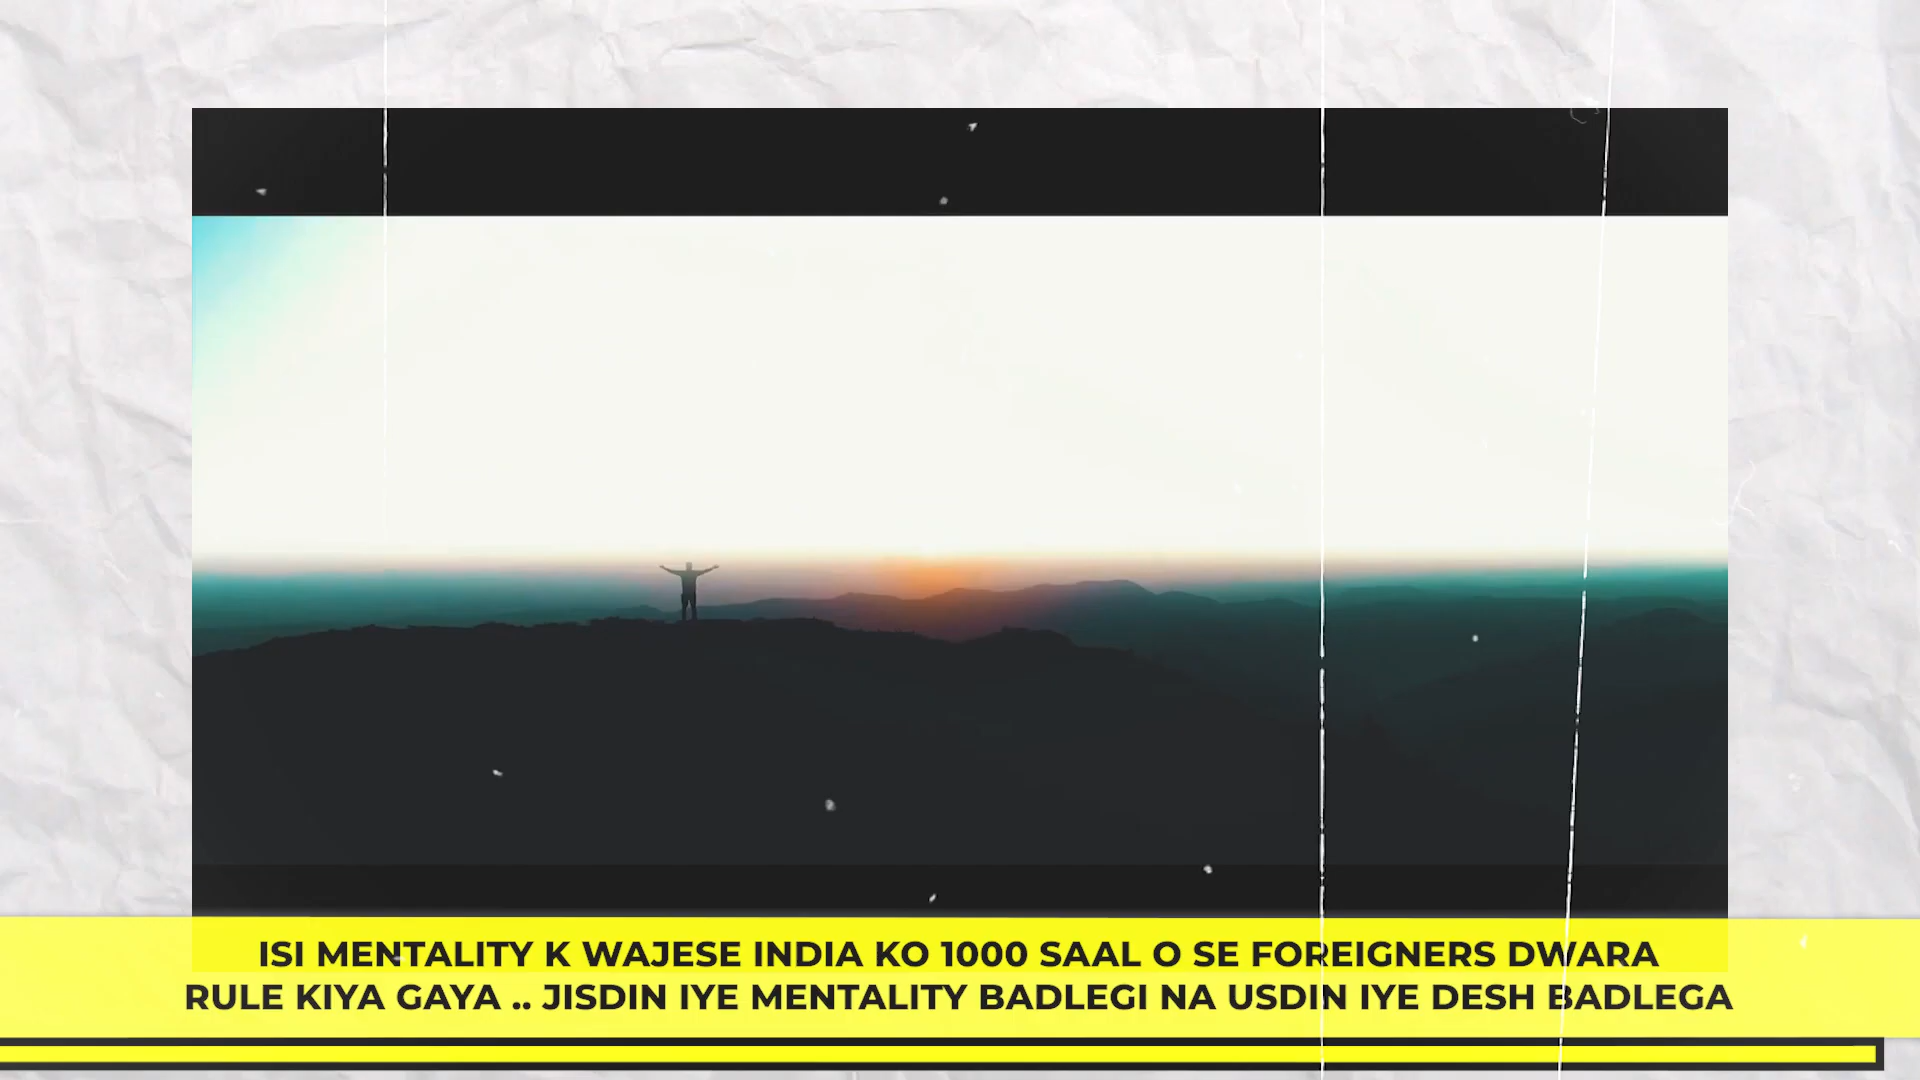 ISI MENTALITY K WAJESE INDIA KO 1000 SAAL O SE FOREIGNERS DWARA
RULE KIYA GAYA .. JISDIN IYE MENTALITY BADLEGI NA USDIN IYE DESH BADLEGA